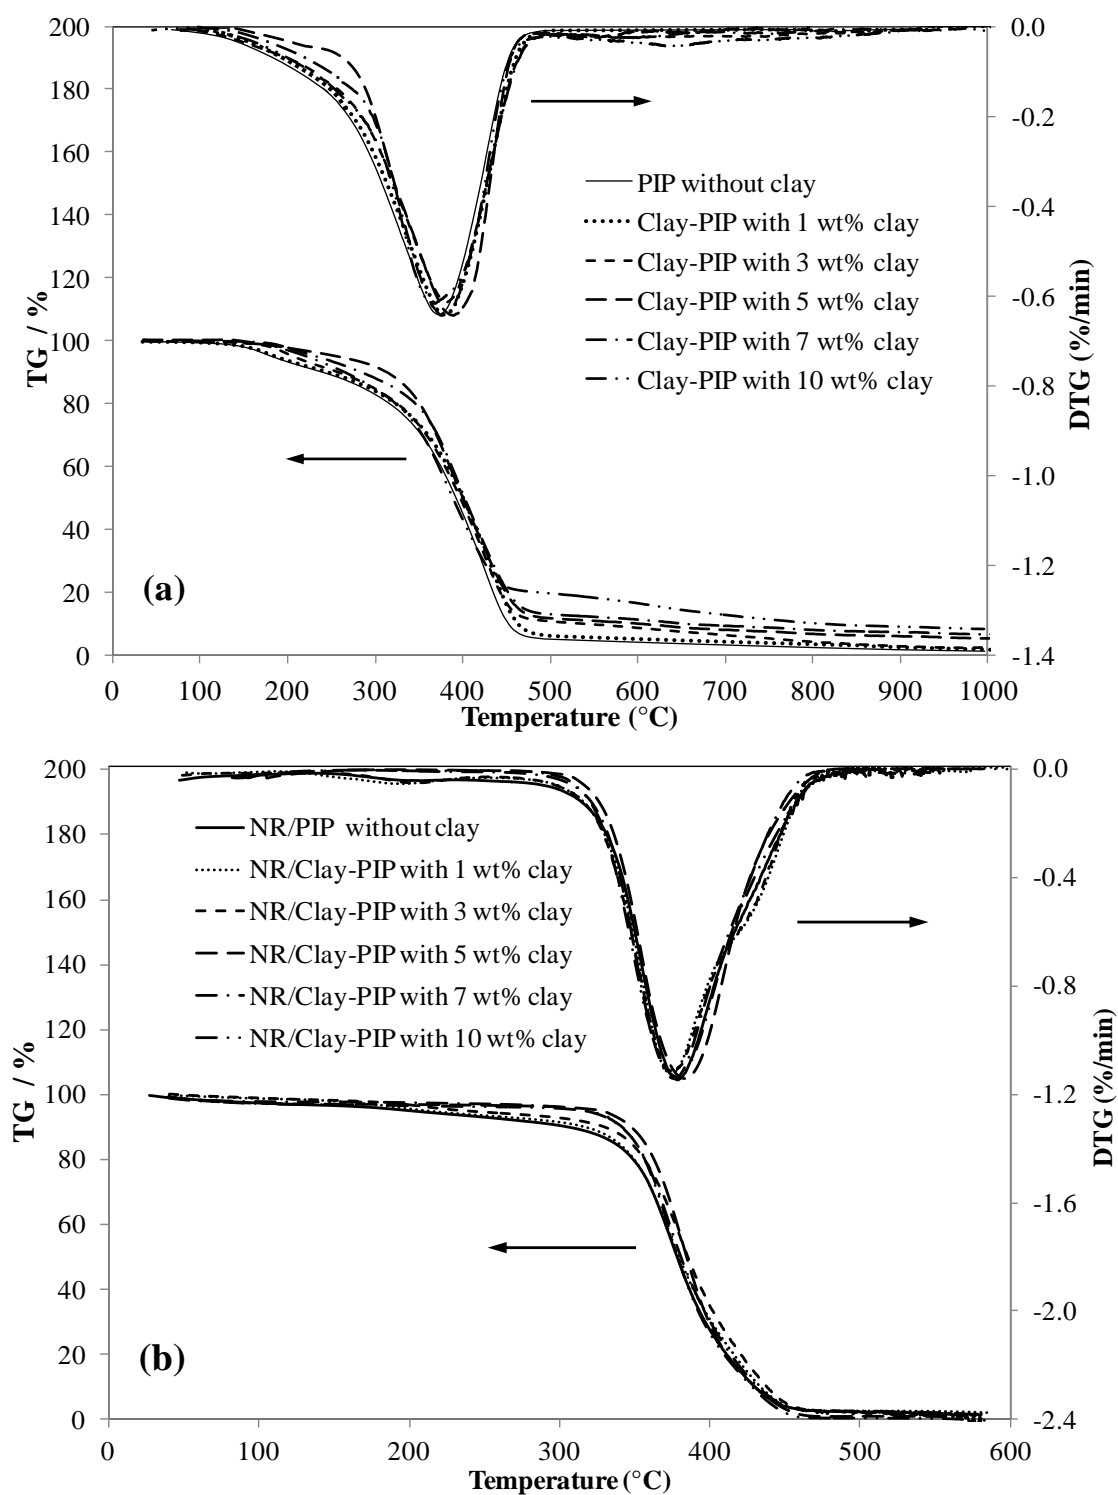 200
180
160
140
120
100
80
60
40
20
0
TG / %
0.0
-0.2
-0.4
-0.6
-0.8
-1.0
-1.2
-1.4
DTG (%/min)
PIP without clay
Clay-PIP with 1 wt% clay
Clay-PIP with 3 wt% clay
Clay-PIP with 5 wt% clay
Clay-PIP with 7 wt% clay
Clay-PIP with 10 wt% clay
(a)
0 100 200 300 400 500 600 700 800 900 1000
Temperature (°C)
200
180
160
140
120
100
80
60
40
20
0
TG / %
0.0
-0.4
-0.8
-1.2
-1.6
-2.0
-2.4
DTG (%/min)
NR/PIP without clay
NR/Clay-PIP with 1 wt% clay
NR/Clay-PIP with 3 wt% clay
NR/Clay-PIP with 5 wt% clay
NR/Clay-PIP with 7 wt% clay
NR/Clay-PIP with 10 wt% clay
(b)
0 100 200 300 400 500 600
Temperature (°C)